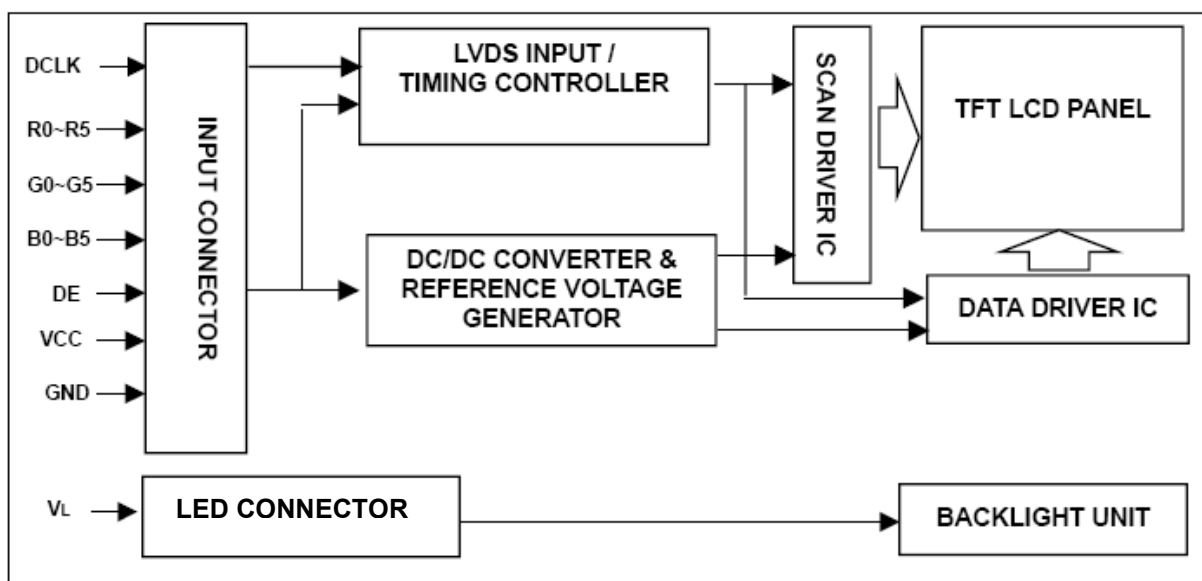 DCLK
R0~R5
G0~G5
B0~B5
DE
VCC
GND
INPUT CONNECTOR
LVDS INPUT /
TIMING CONTROLLER
DC/DC CONVERTER &
REFERENCE VOLTAGE
GENERATOR
SCAN DRIVER IC
TFT LCD PANEL
DATA DRIVER IC
VL
LED CONNECTOR
BACKLIGHT UNIT